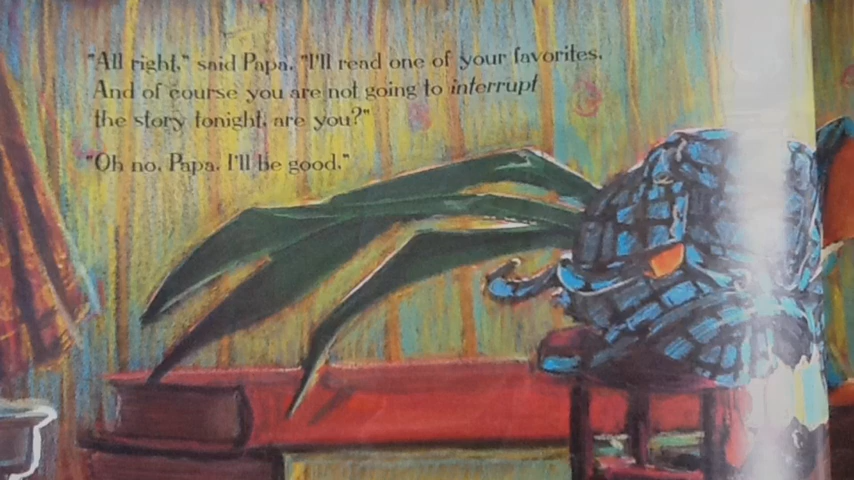 "All right," said Papa. "I'll read one of your favorites.
And of course you are not going to interrupt
the story tonight, are you?"
"Oh no, Papa. I'll be good."